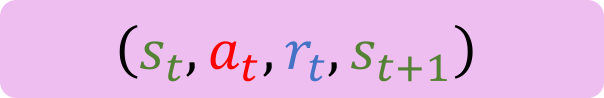 (s_t, a_t, r_t, s_{t+1})